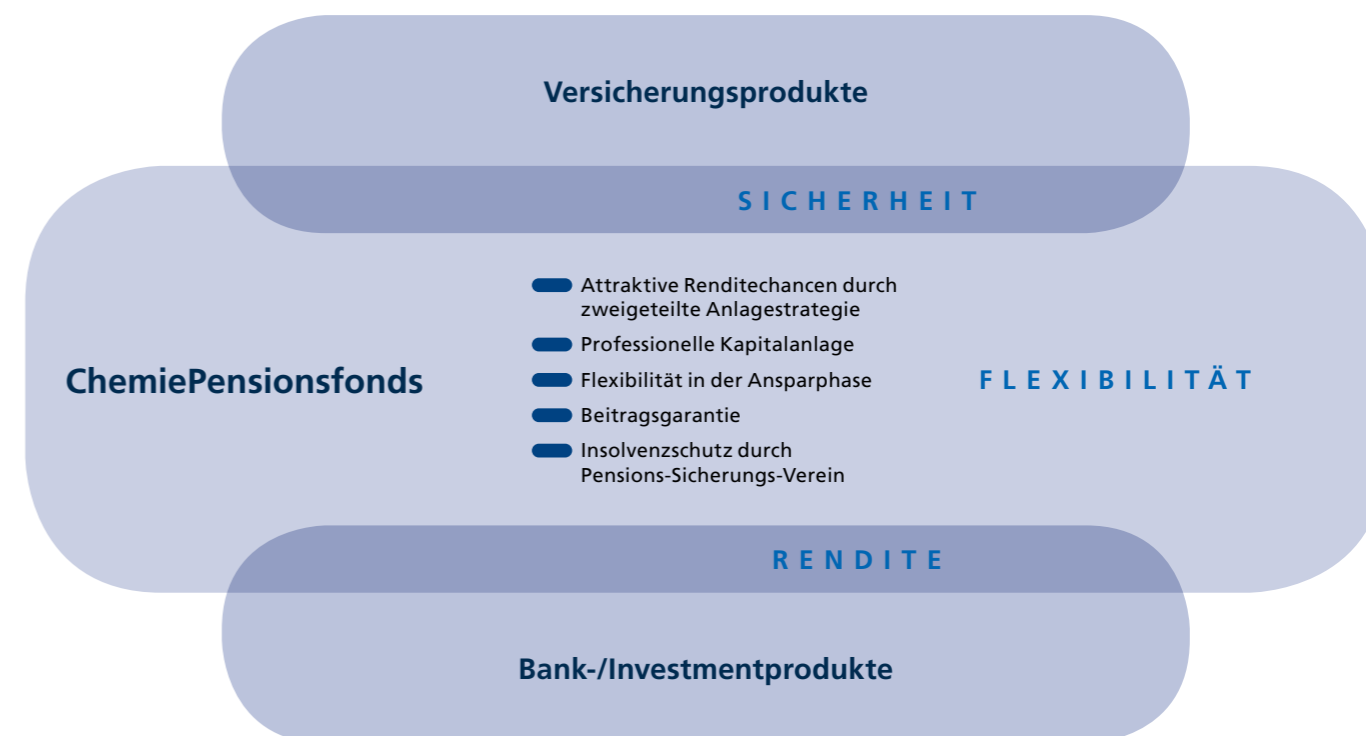 Versicherungsprodukte
SICHERHEIT
Attraktive Renditechancen durch
zweigeteilte Anlagestrategie
Professionelle Kapitalanlage
ChemiePensionsfonds
Flexibilität in der Ansparphase
FLEXIBILITÄT
Beitragsgarantie
Insolvenzschutz durch
Pensions-Sicherungs-Verein
RENDITE
Bank-/Investmentprodukte